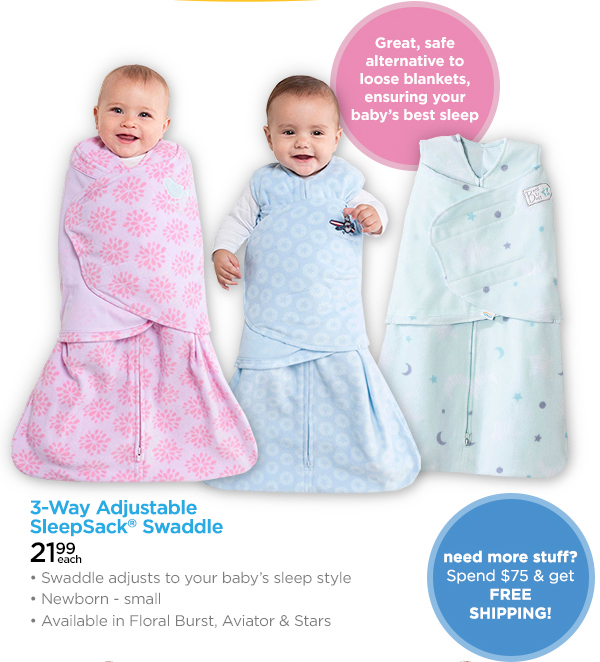 Great, safe
alternative to
loose blankets,
ensuring your
baby's best sleep
3-Way Adjustable
SleepSack® Swaddle
21.99 each
• Swaddle adjusts to your baby's sleep style
• Newborn - small
• Available in Floral Burst, Aviator & Stars
need more stuff?
Spend $75 & get
FREE
SHIPPING!